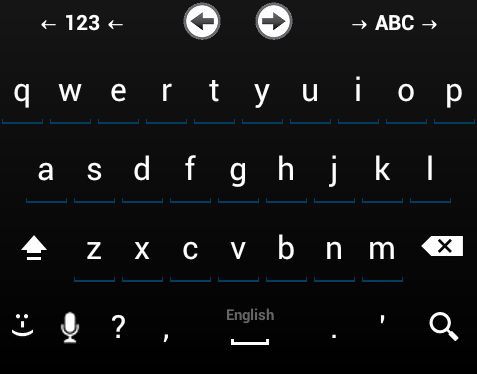 ← 123 ← → ABC →
q w e r t y u i o p
a s d f g h j k l
z x c v b n m
? , English . '